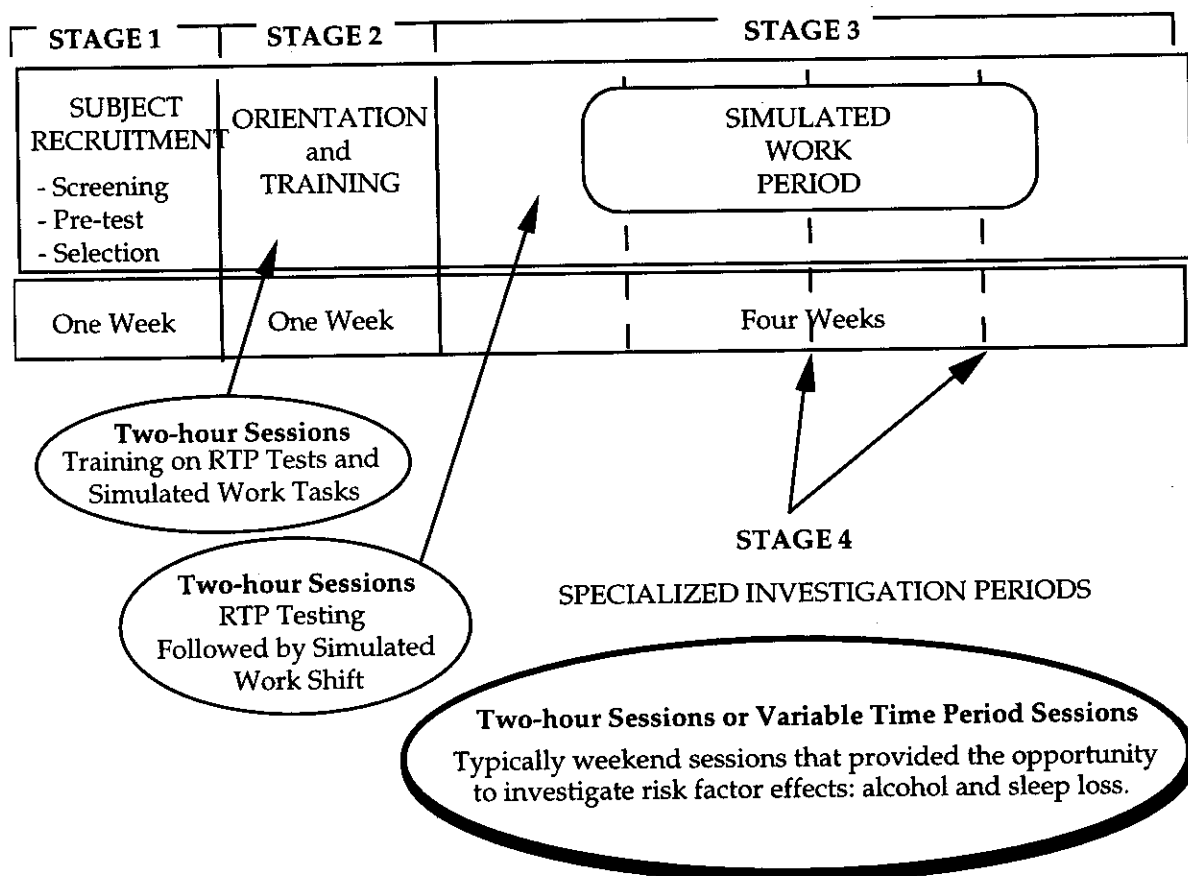 STAGE 1 STAGE 2 STAGE 3
SUBJECT
RECRUITMENT
- Screening
- Pre-test
- Selection
ORIENTATION
and
TRAINING
SIMULATED
WORK
PERIOD
One Week
One Week
Four Weeks
Two-hour Sessions
Training on RTP Tests and
Simulated Work Tasks
Two-hour Sessions
RTP Testing
Followed by Simulated
Work Shift
STAGE 4
SPECIALIZED INVESTIGATION PERIODS
Two-hour Sessions or Variable Time Period Sessions
Typically weekend sessions that provided the opportunity
to investigate risk factor effects: alcohol and sleep loss.